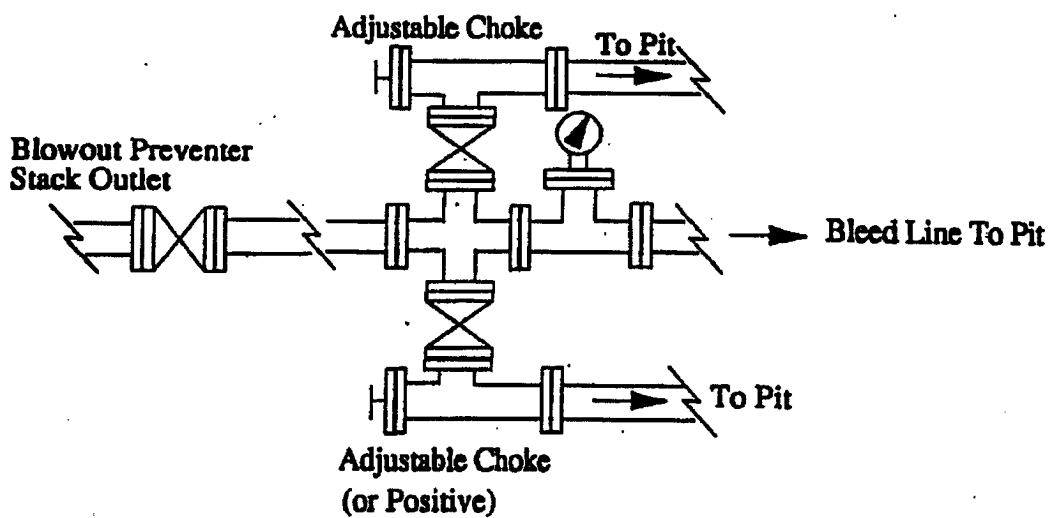 Adjustable Choke
To Pit
Blowout Preventer
Stack Outlet
Bleed Line To Pit
To Pit
Adjustable Choke
(or Positive)